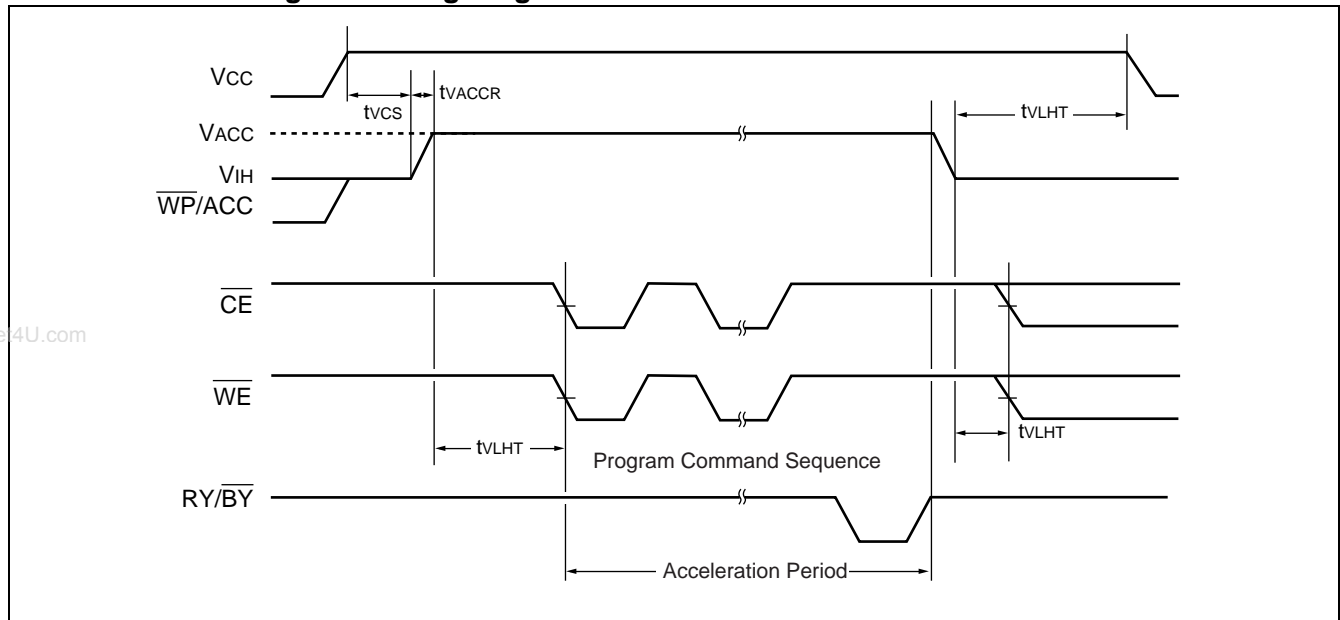 VCC
tVACCR
tVCS
tVLHT
VACC
VIH
WP/ACC
CE
et4U.com
WE
tVLHT
tVLHT
Program Command Sequence
RY/BY
Acceleration Period